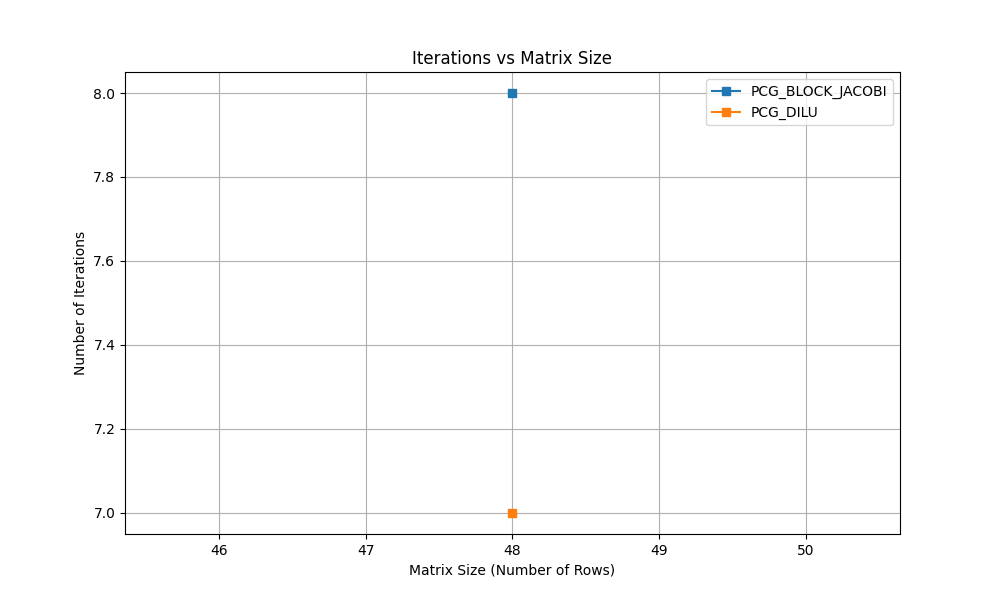 Iterations vs Matrix Size
PCG_BLOCK_JACOBI
PCG_DILU
8.0
7.8
7.6
7.4
7.2
7.0
Number of Iterations
46
47
48
49
50
Matrix Size (Number of Rows)